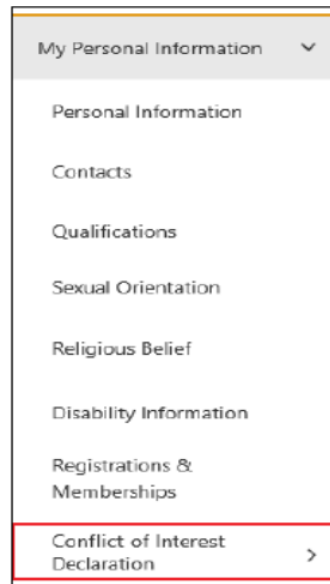 My Personal Information
Personal Information
Contacts
Qualifications
Sexual Orientation
Religious Belief
Disability Information
Registrations &
Memberships
Conflict of Interest
Declaration